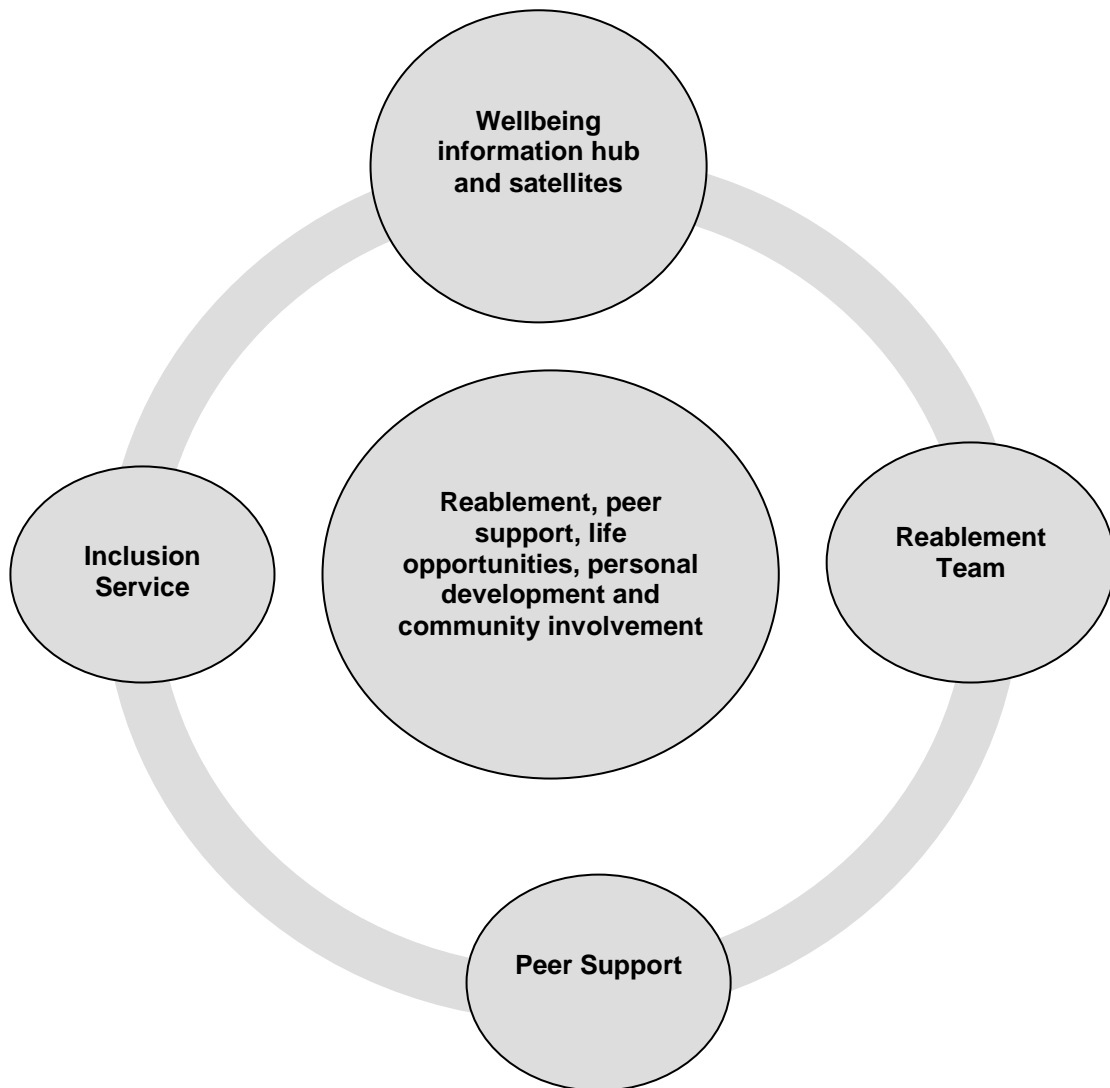 Wellbeing
information hub
and satellites
Inclusion
Service
Reablement, peer
support, life
opportunities, personal
development and
community involvement
Reablement
Team
Peer Support